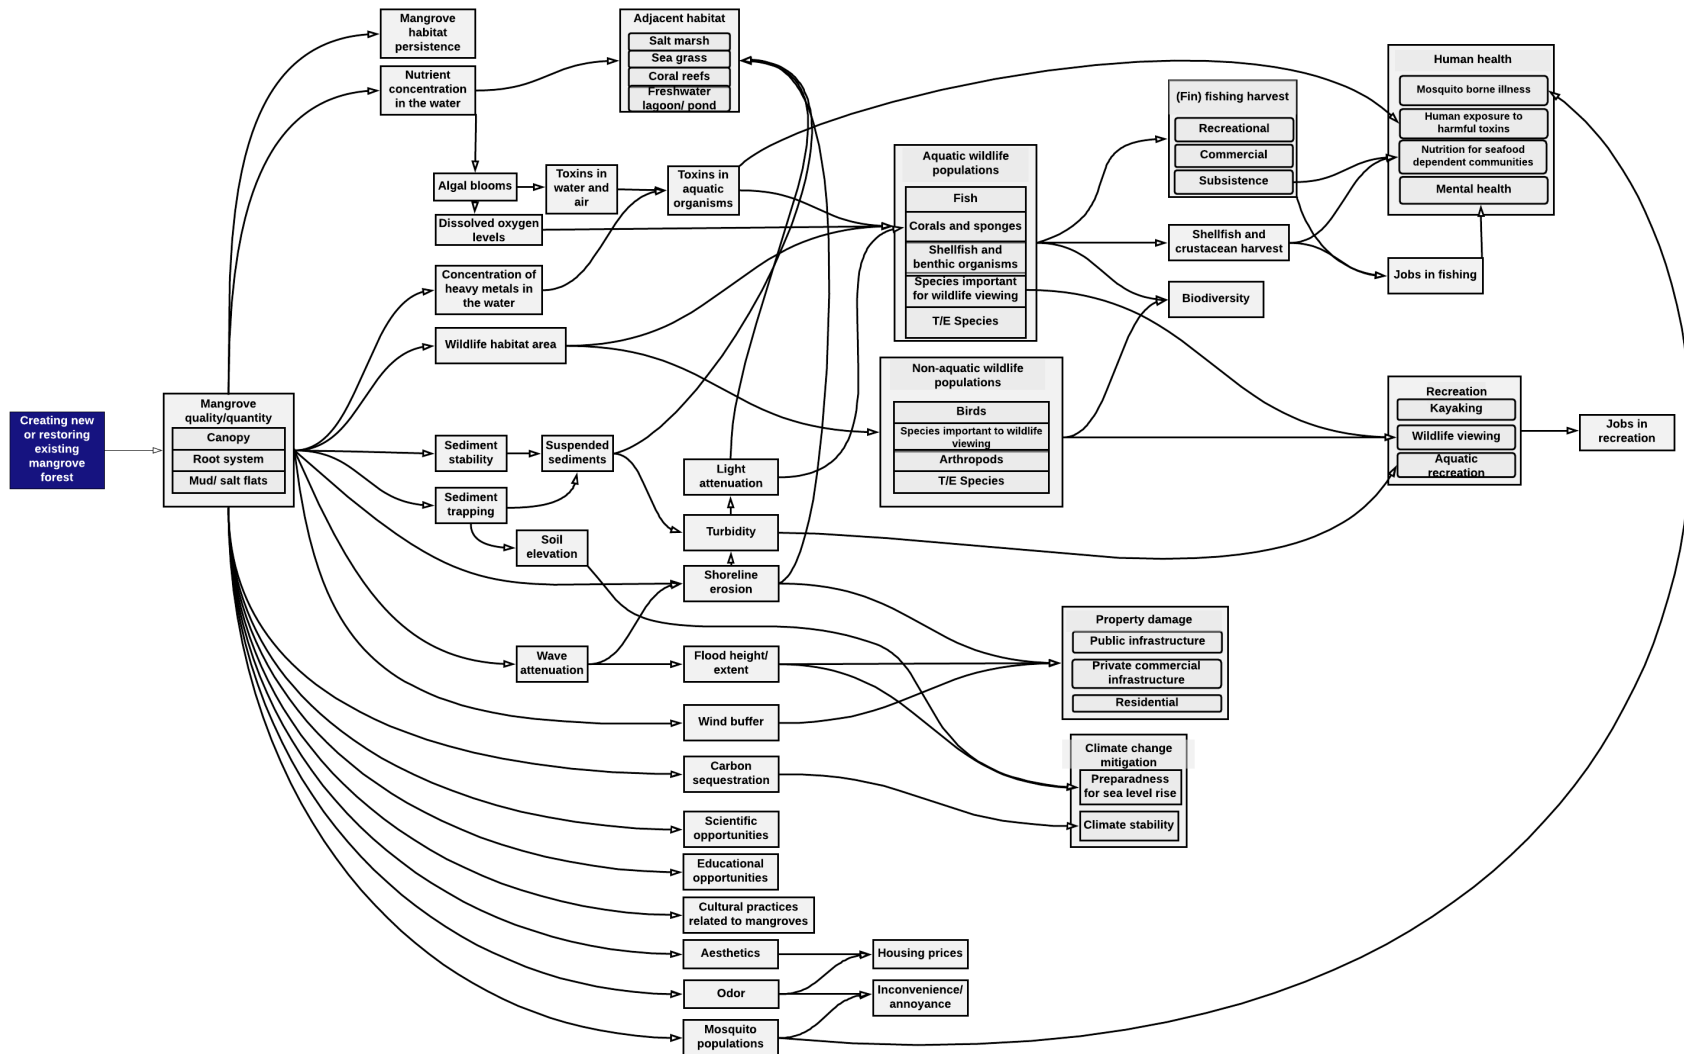 Creating new
or restoring
existing
mangrove
forest
Mangrove
quality/quantity
Canopy
Root system
Mud/ salt flats
Mangrove
habitat
persistence
Nutrient
concentration
in the water
Algal blooms
Dissolved oxygen
levels
Toxins in
water and
air
Concentration of
heavy metals in
the water
Wildlife habitat area
Sediment
stability
Suspended
sediments
Sediment
trapping
Soil
elevation
Wave
attenuation
Adjacent habitat
Salt marsh
Sea grass
Coral reefs
Freshwater
lagoon/ pond
Toxins in
aquatic
organisms
Light
attenuation
Turbidity
Shoreline
erosion
Flood height/
extent
Wind buffer
Carbon
sequestration
Scientific
opportunities
Educational
opportunities
Cultural practices
related to mangroves
Aesthetics
Odor
Mosquito
populations
Housing prices
Inconvenience/
annoyance
Aquatic wildlife
populations
Fish
Corals and sponges
Shellfish and
benthic organisms
Species important
for wildlife viewing
T/E Species
Non-aquatic wildlife
populations
Birds
Species important to wildlife
viewing
Arthropods
T/E Species
(Fin) fishing harvest
Recreational
Commercial
Subsistence
Shellfish and
crustacean harvest
Biodiversity
Property damage
Public infrastructure
Private commercial
infrastructure
Residential
Climate change
mitigation
Preparadness
for sea level rise
Climate stability
Human health
Mosquito borne illness
Human exposure to
harmful toxins
Nutrition for seafood
dependent communities
Mental health
Jobs in fishing
Recreation
Kayaking
Wildlife viewing
Aquatic
recreation
Jobs in
recreation